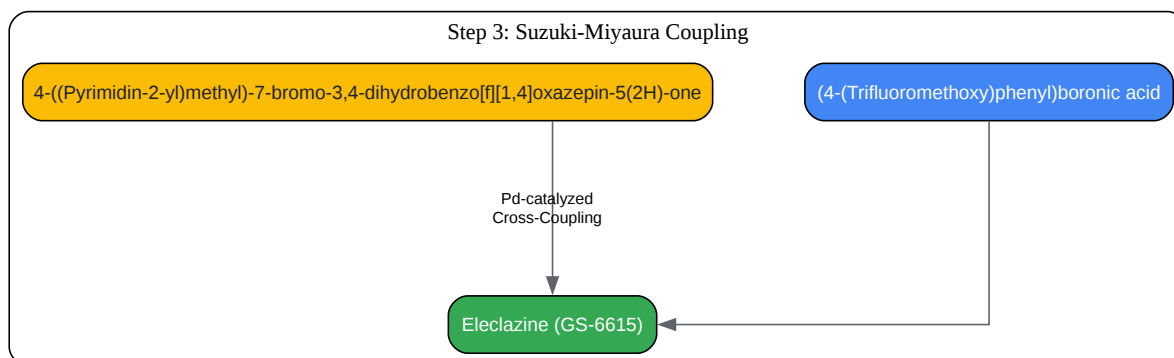 Step 3: Suzuki-Miyaura Coupling
4-((Pyrimidin-2-yl)methyl)-7-bromo-3,4-dihydrobenzo[f][1,4]oxazepin-5(2H)-one
(4-(Trifluoromethoxy)phenyl)boronic acid
Pd-catalyzed
Cross-Coupling
Eleclazine (GS-6615)